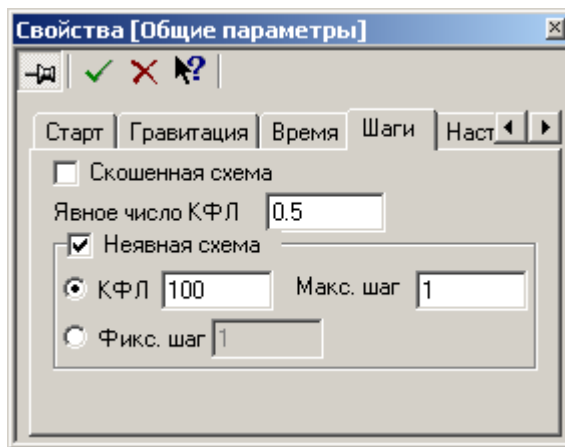 Свойства [Общие параметры]
Старт Гравитация Время Шаги Наст
Скошенная схема
Явное число КФЛ 0.5
Неявная схема
КФЛ 100 Макс. шаг 1
Фикс. шаг 1